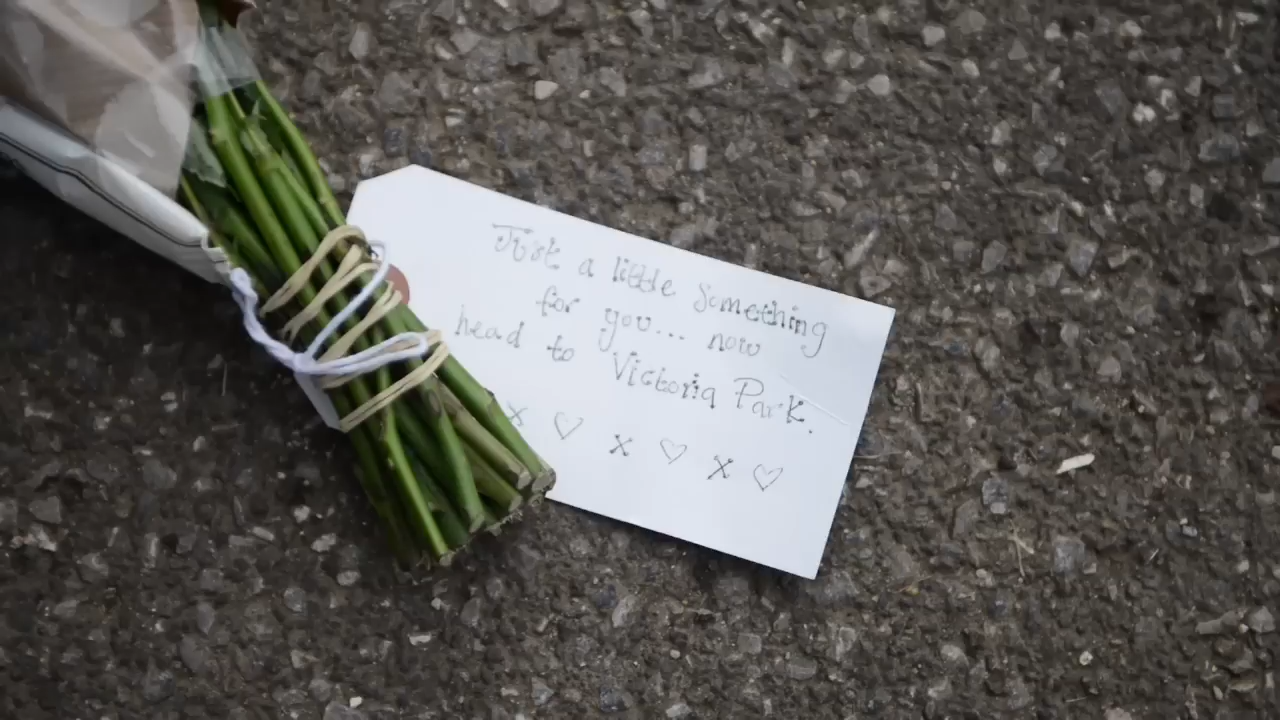 Just a little Something
for you... now
head to Victoria Park.
x ♡ x ♡ x ♡